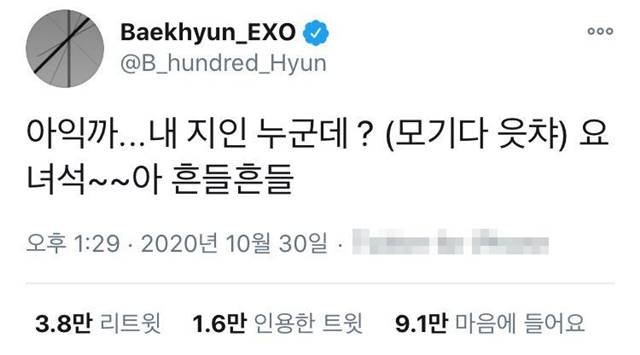 Baekhyun_EXO
@B_hundred_Hyun
아익까...내 지인 누군데 ? (모기다 읏챠) 요
녀석~~아 흔들흔들
오후 1:29 · 2020년 10월 30일 ·
3.8만 리트윗 1.6만 인용한 트윗 9.1만 마음에 들어요